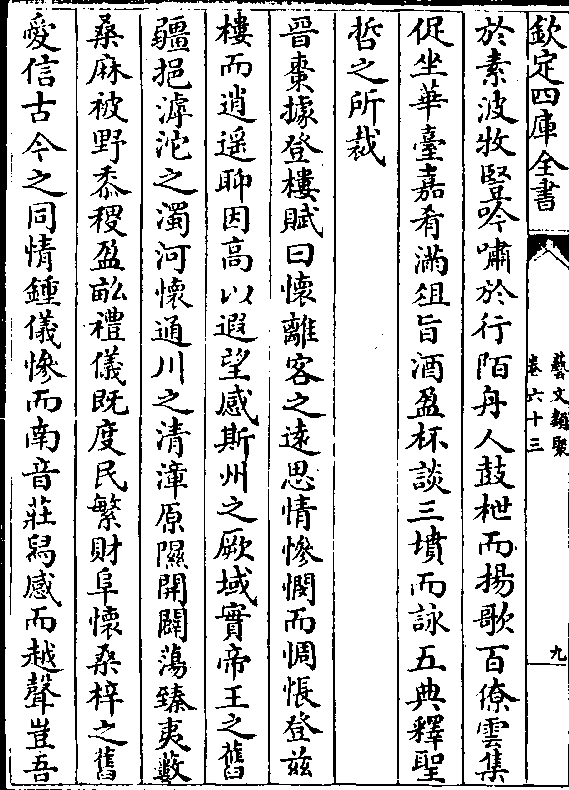 欽定四庫全書
藝文類聚
卷六十三
九
於素波牧豎吟嘯於行陌舟人鼓枻而揚歌百僚雲集
促坐華臺嘉肴滿俎旨酒盈杯談三墳而詠五典釋聖
哲之所裁
晉棗據登樓賦曰懷離客之遠思情慘憫而惆悵登兹
樓而逍遥聊因高以遐望感斯州之厥域實帝王之舊
疆挹滹沱之濁河懷通川之清漳原隰開闢蕩臻夷藪
桑麻被野黍稷盈畝禮儀既度民繁財阜懷桑梓之舊
愛信古今之同情鍾儀慘而南音莊舄感而越聲豈吾